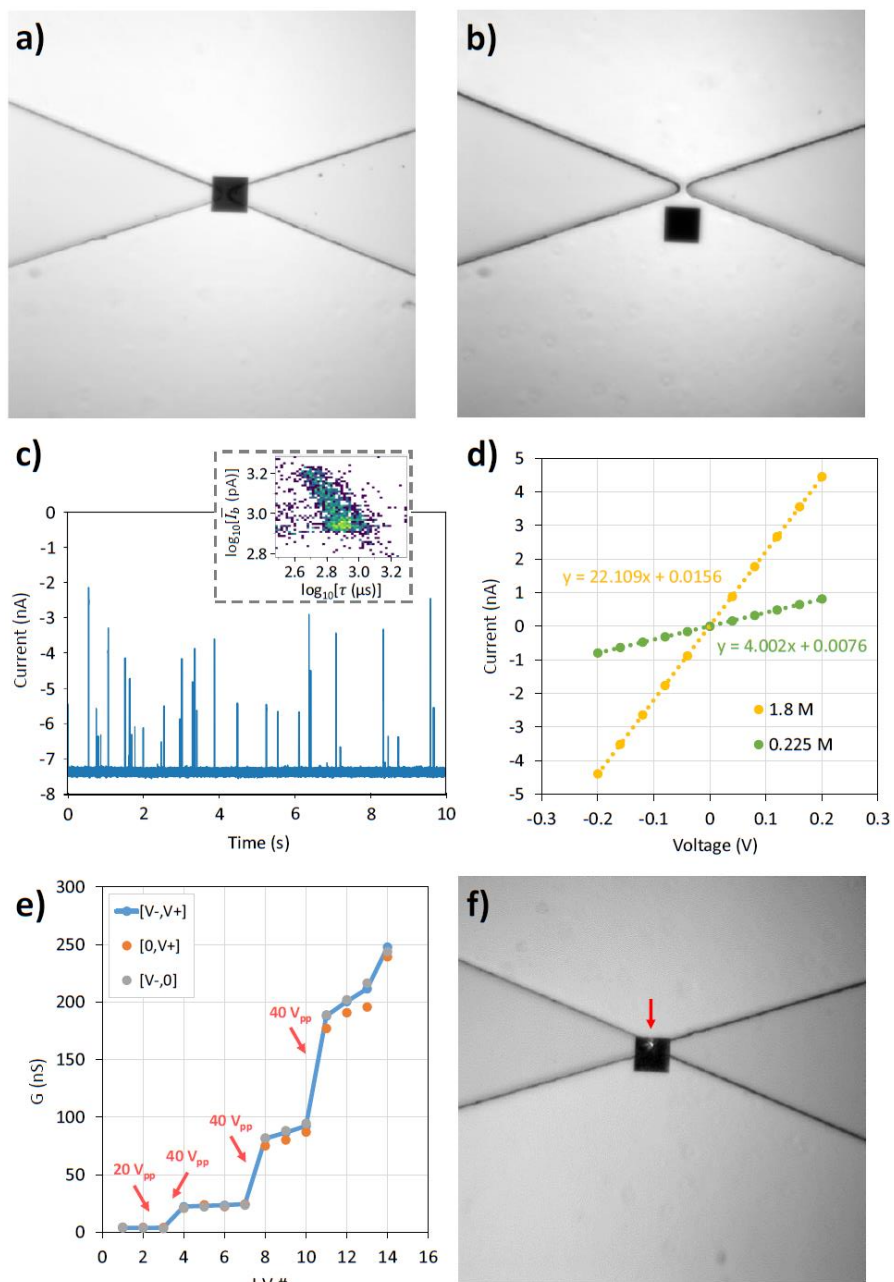 a)
b)
c)
log₁₀[I_b (pA)]
3.2
3.0
2.8
2.6 2.8 3.0 3.2
log₁₀[τ (μs)]
Current (nA)
0
-1
-2
-3
-4
-5
-6
-7
-8
0 2 4 6 8 10
Time (s)
d)
Current (nA)
5
4
3
2
1
0
-1
-2
-3
-4
-5
y = 22.109x + 0.0156
y = 4.002x + 0.0076
1.8 M
0.225 M
-0.3 -0.2 -0.1 0 0.1 0.2 0.3
Voltage (V)
e)
G (nS)
300
250
200
150
100
50
0
[V-,V+]
[0,V+]
[V-,0]
40 Vpp
40 Vpp
40 Vpp
20 Vpp
0 2 4 6 8 10 12 14 16
f)